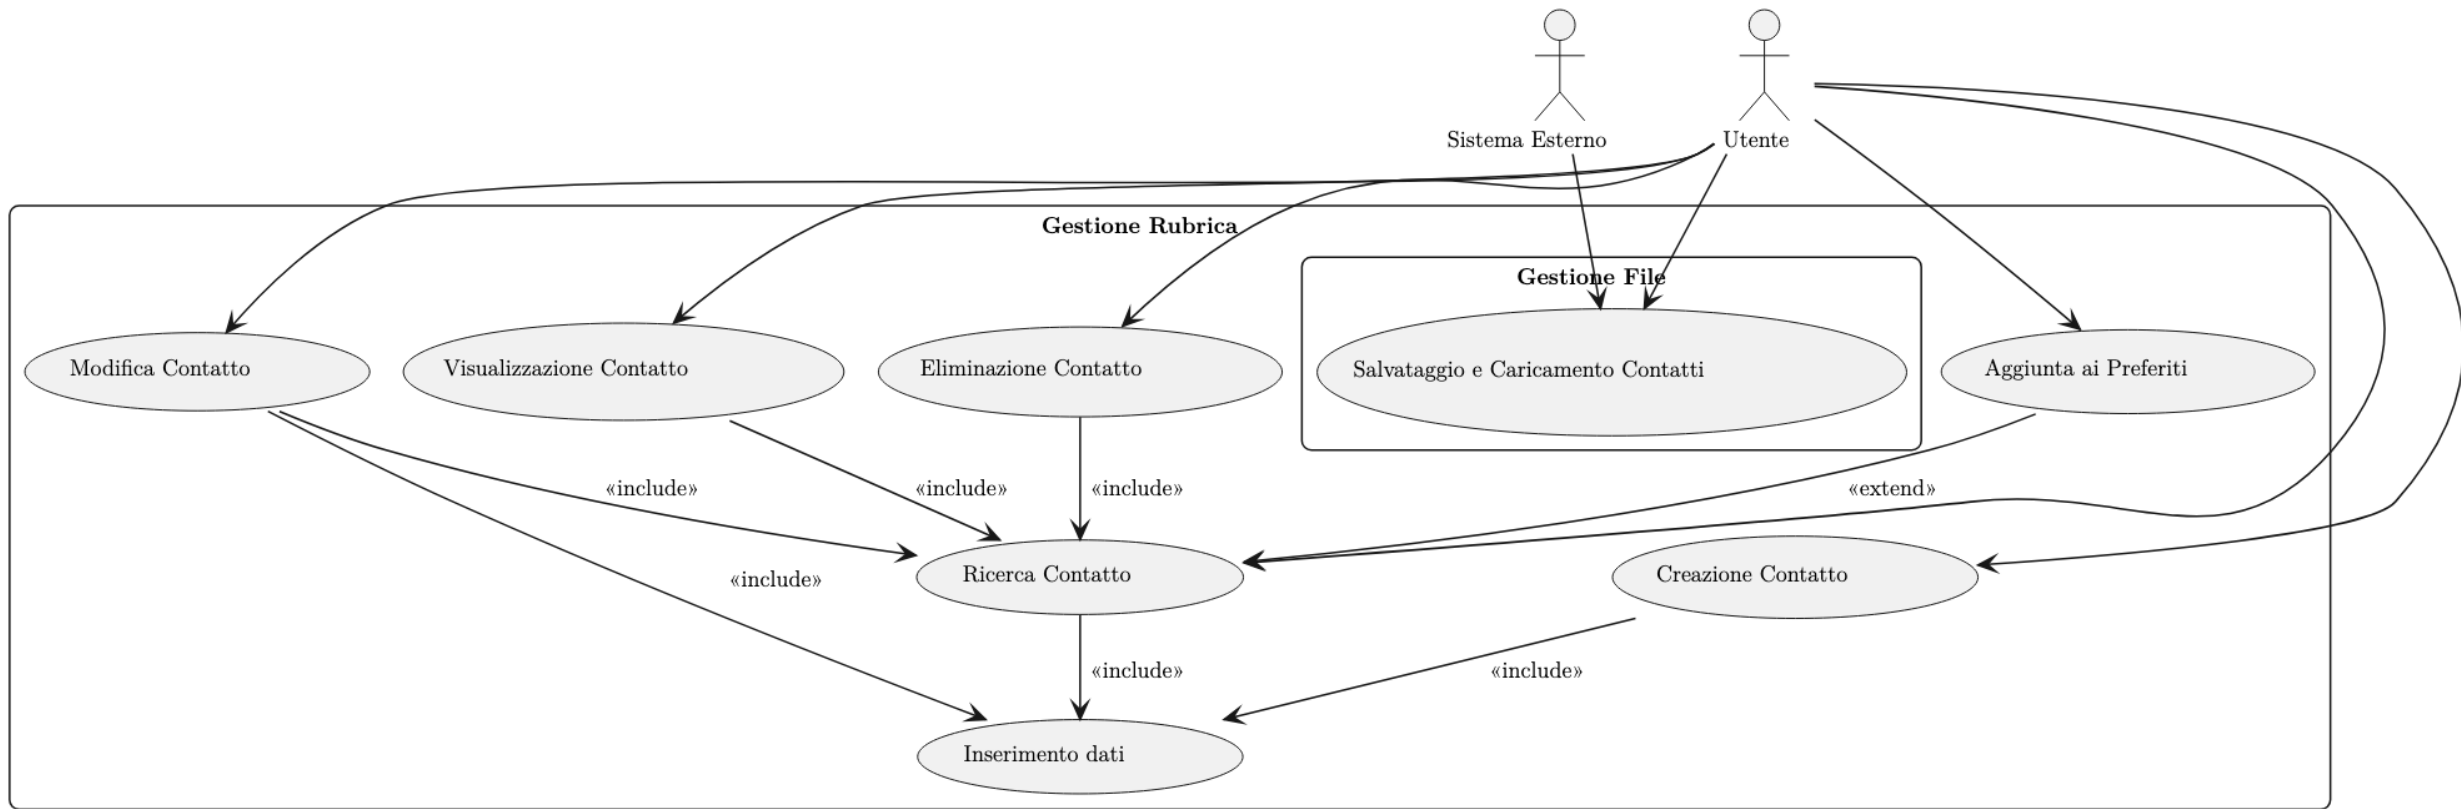 Sistema Esterno
Utente
Gestione Rubrica
Gestione File
Modifica Contatto
Visualizzazione Contatto
Eliminazione Contatto
Salvataggio e Caricamento Contatti
Aggiunta ai Preferiti
«include»
«include»
«include»
«extend»
«include»
Ricerca Contatto
Creazione Contatto
«include»
«include»
Inserimento dati